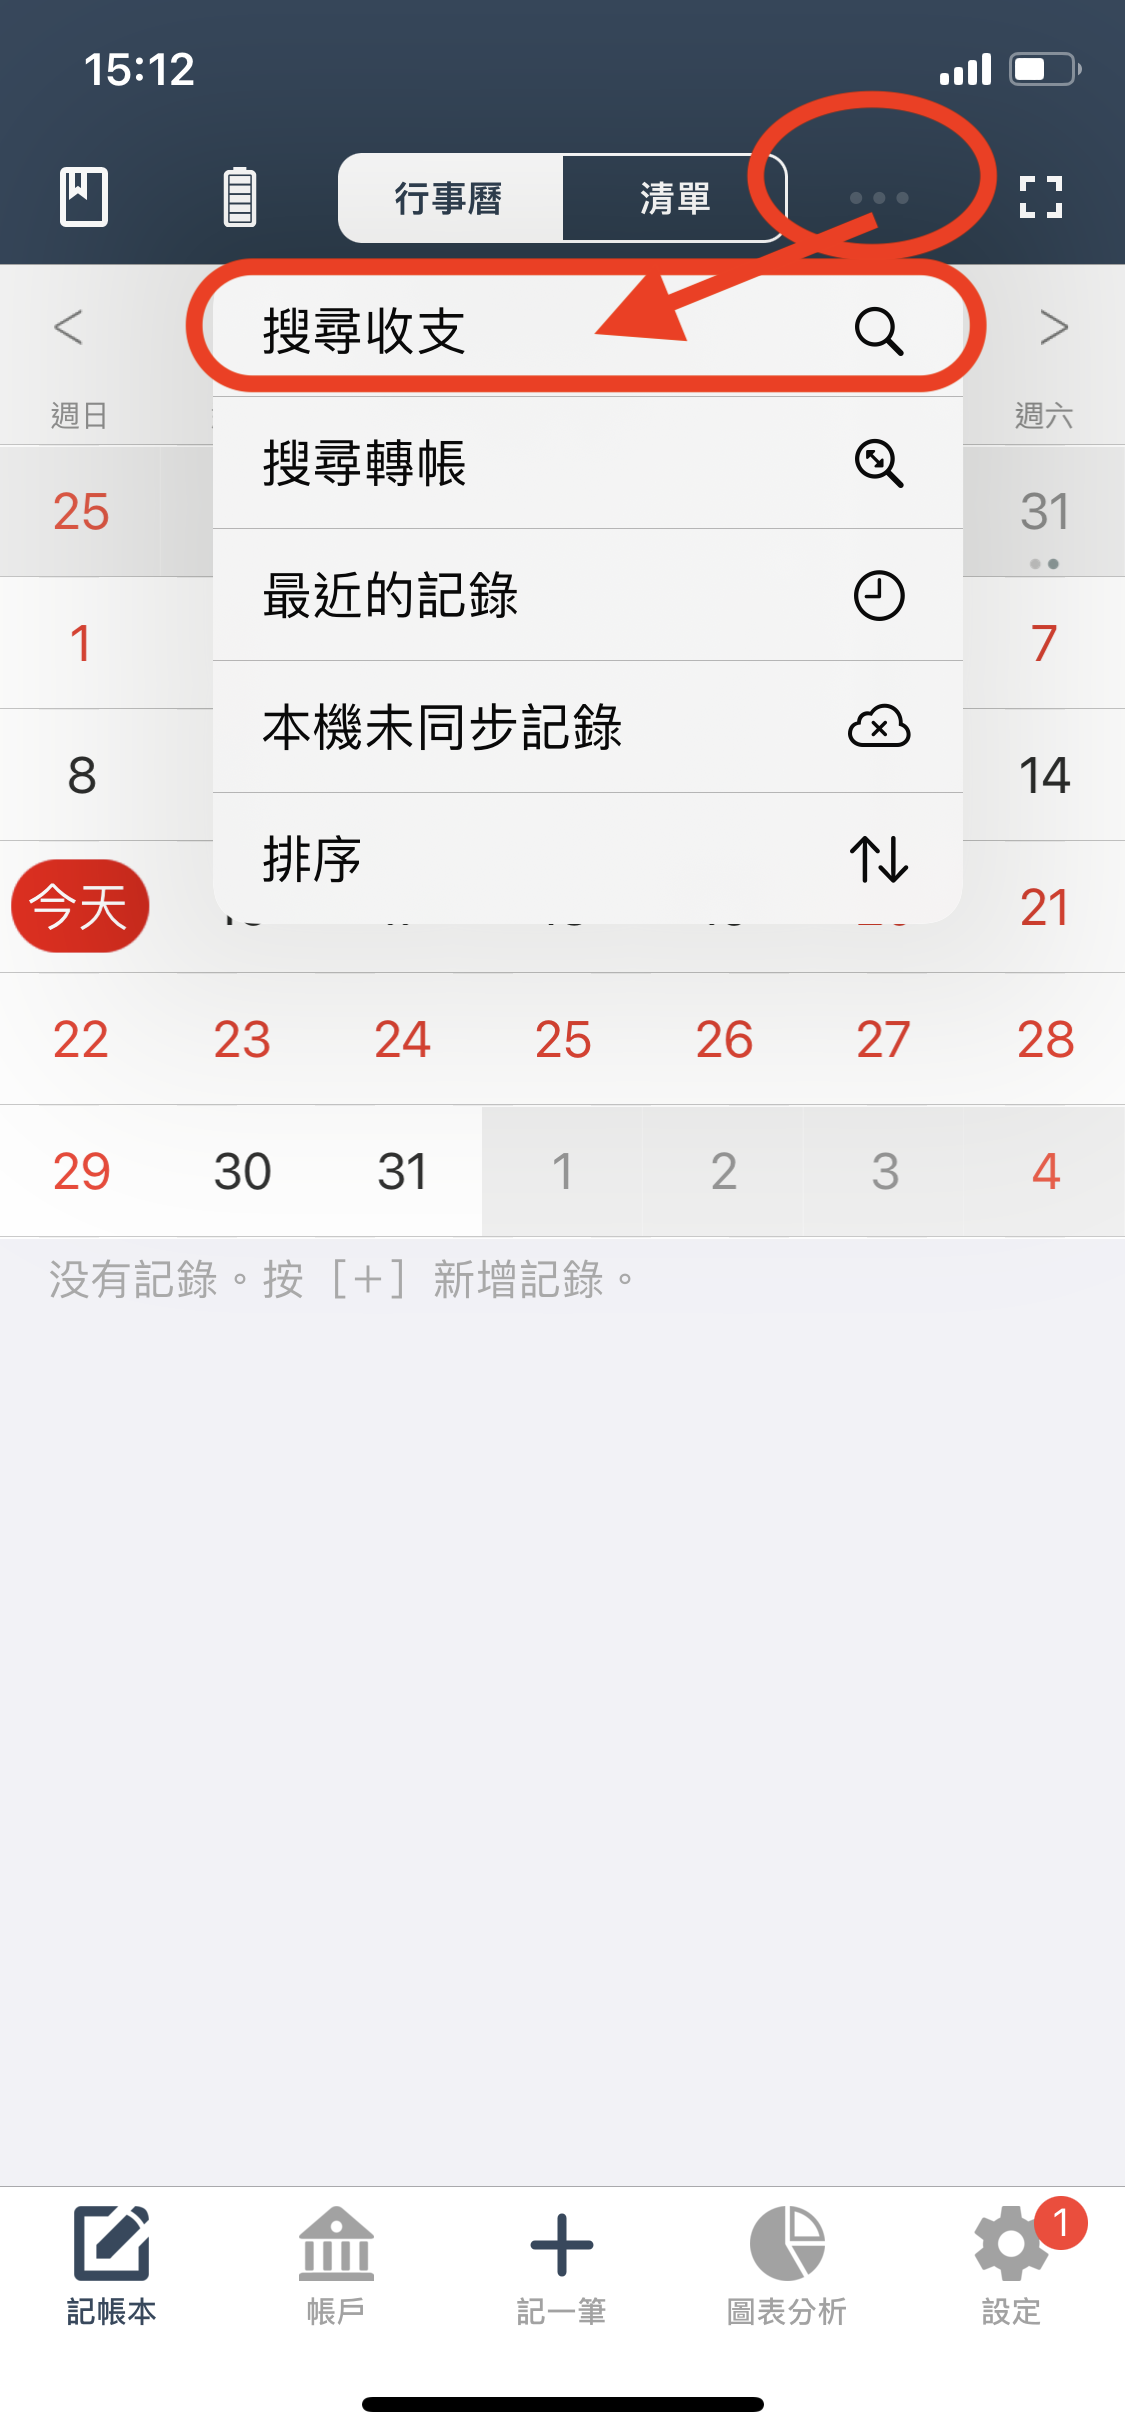 15:12
行事曆 清單
搜尋收支
週日 週六
搜尋轉帳
25 31
最近的記錄
1 7
本機未同步記錄
8 14
排序
今天 21
22 23 24 25 26 27 28
29 30 31 1 2 3 4
没有記錄。按［＋］新增記錄。
1
記帳本 帳戶 記一筆 圖表分析 設定